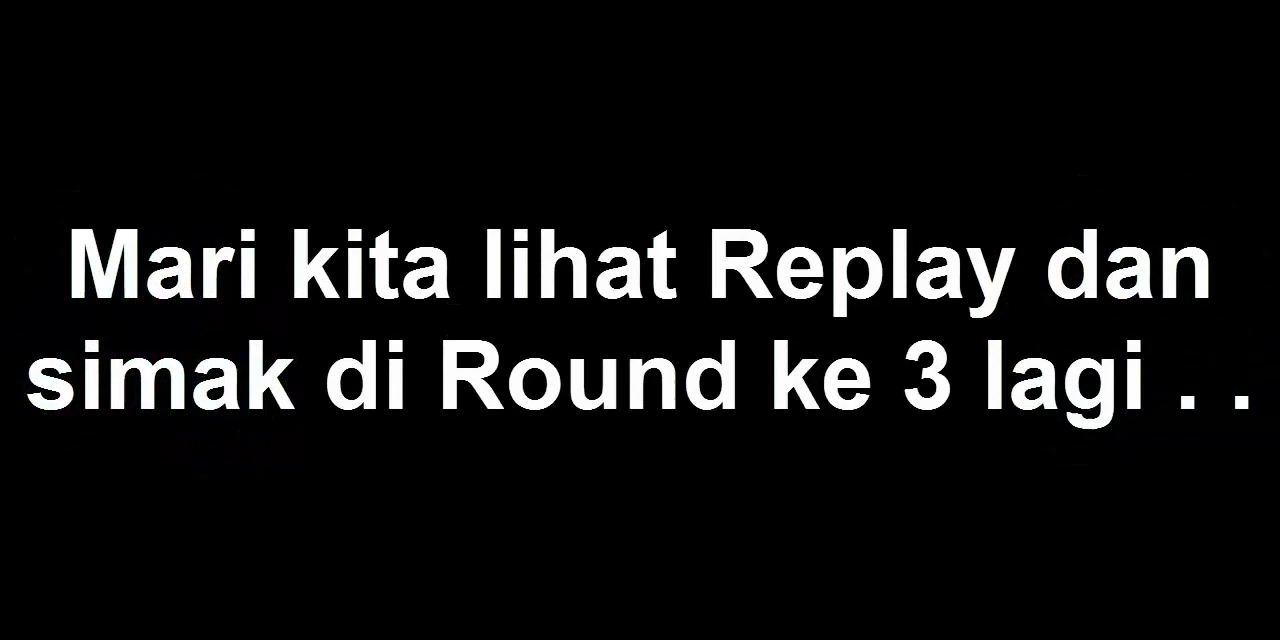 Mari kita lihat Replay dan
simak di Round ke 3 lagi . .